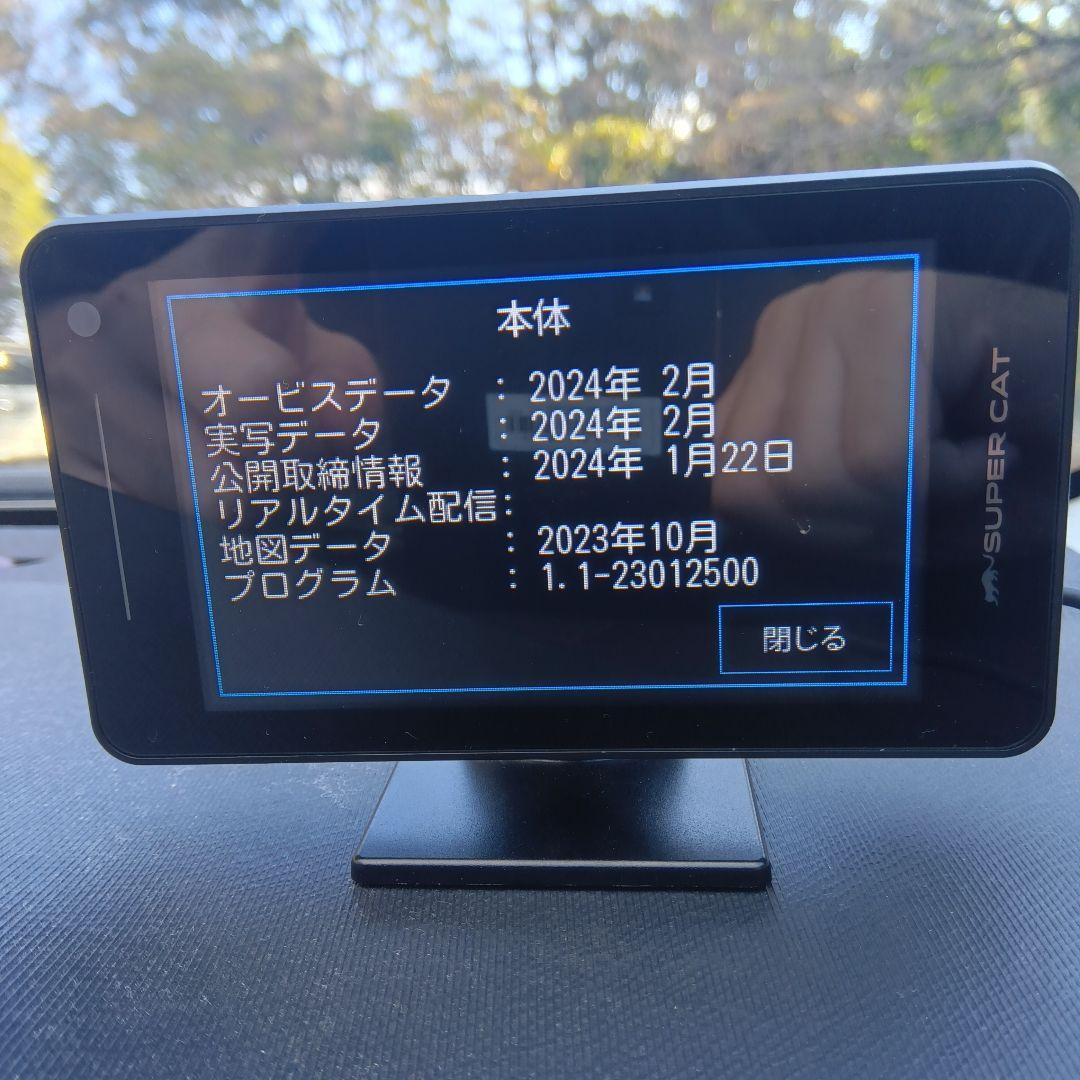 本体
オービスデータ : 2024年 2月
実写データ : 2024年 2月
公開取締情報 : 2024年 1月22日
リアルタイム配信:
地図データ : 2023年10月
プログラム : 1.1-23012500
閉じる
SUPER CAT